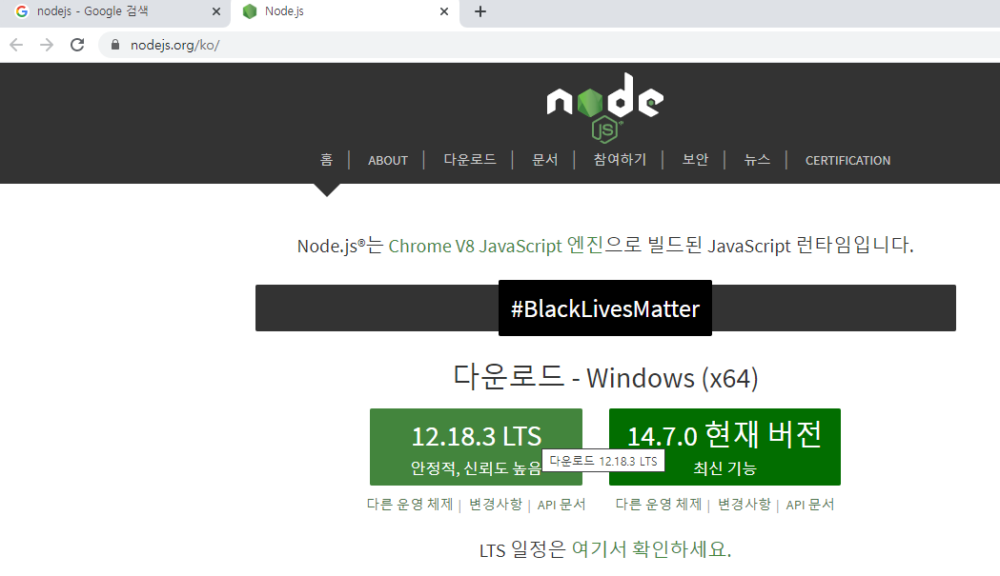 nodejs - Google 검색
Node.js
nodejs.org/ko/
node
JS
홈 | ABOUT | 다운로드 | 문서 | 참여하기 | 보안 | 뉴스 | CERTIFICATION
Node.js®는 Chrome V8 JavaScript 엔진으로 빌드된 JavaScript 런타임입니다.
#BlackLivesMatter
다운로드 - Windows (x64)
12.18.3 LTS
안정적, 신뢰도 높음
다운로드 12.18.3 LTS
14.7.0 현재 버전
최신 기능
다른 운영 체제 | 변경사항 | API 문서
다른 운영 체제 | 변경사항 | API 문서
LTS 일정은 여기서 확인하세요.